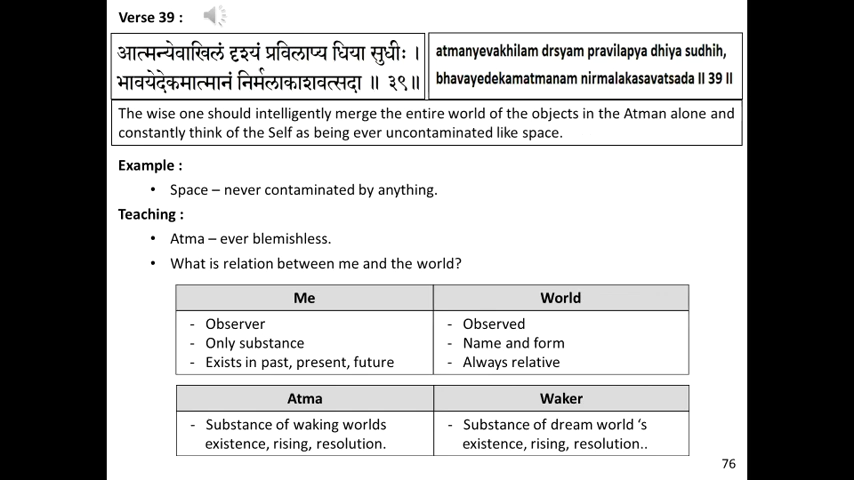 Verse 39 :
आत्मन्येवाखिलं दृश्यं प्रविलाप्य धिया सुधीः ।
भावयेदेकमात्मानं निर्मलाकाशवत्सदा ॥ ३९॥
atmanyevakhilam drsyam pravilapya dhiya sudhih,
bhavayedekamatmanam nirmalakasavatsada II 39 II
The wise one should intelligently merge the entire world of the objects in the Atman alone and
constantly think of the Self as being ever uncontaminated like space.
Example :
• Space – never contaminated by anything.
Teaching :
• Atma – ever blemishless.
• What is relation between me and the world?
Me World
- Observer - Observed
- Only substance - Name and form
- Exists in past, present, future - Always relative
Atma Waker
- Substance of waking worlds - Substance of dream world 's
existence, rising, resolution. existence, rising, resolution..
76